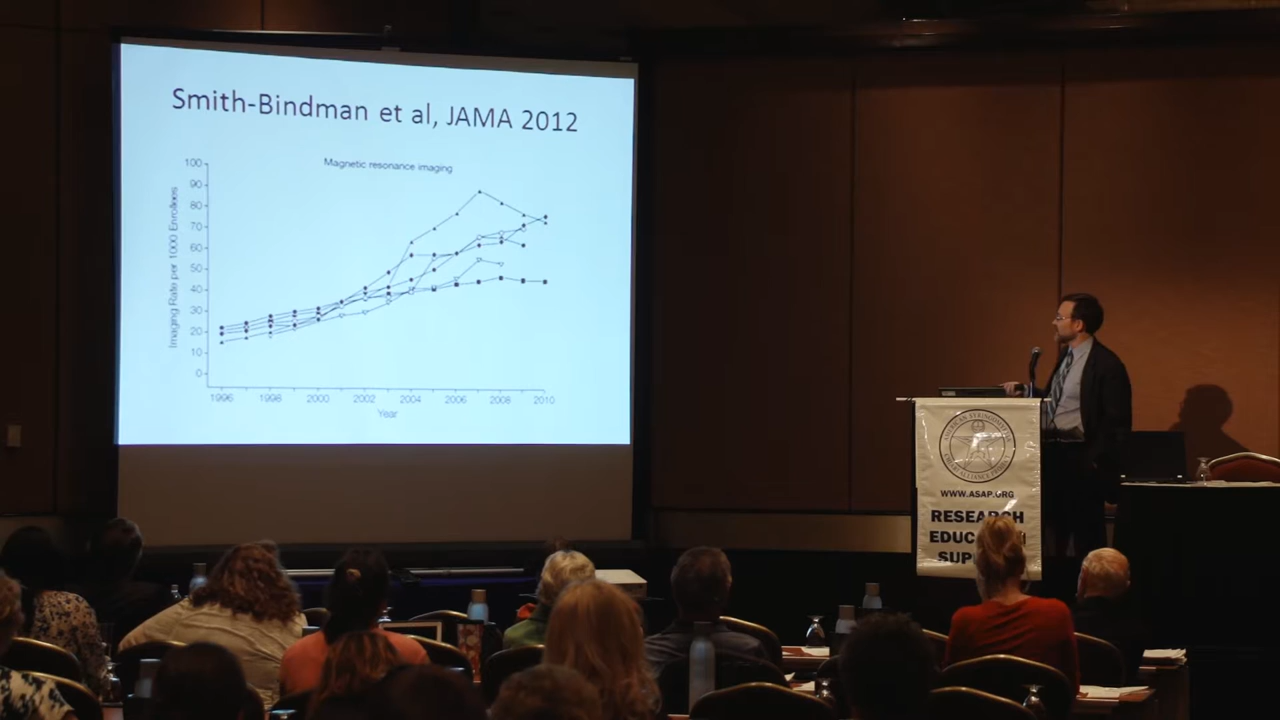 Smith-Bindman et al, JAMA 2012
Magnetic resonance imaging
100
90
80
70
60
50
40
30
20
10
0
Imaging Rate per 1000 Enrollees
1996 1998 2000 2002 2004 2006 2008 2010
Year
WWW.ASAP.ORG
RESEARCH